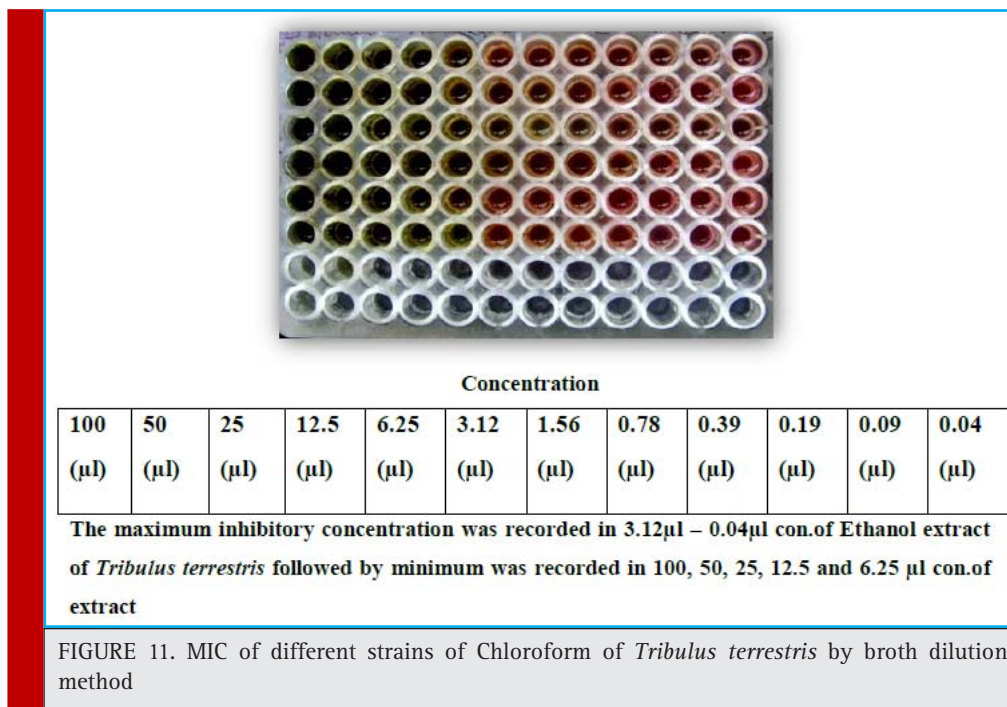 Concentration
100 50 25 12.5 6.25 3.12 1.56 0.78 0.39 0.19 0.09 0.04
(µl) (µl) (µl) (µl) (µl) (µl) (µl) (µl) (µl) (µl) (µl) (µl)
The maximum inhibitory concentration was recorded in 3.12µl – 0.04µl con.of Ethanol extract
of Tribulus terrestris followed by minimum was recorded in 100, 50, 25, 12.5 and 6.25 µl con.of
extract
FIGURE 11. MIC of different strains of Chloroform of Tribulus terrestris by broth dilution
method